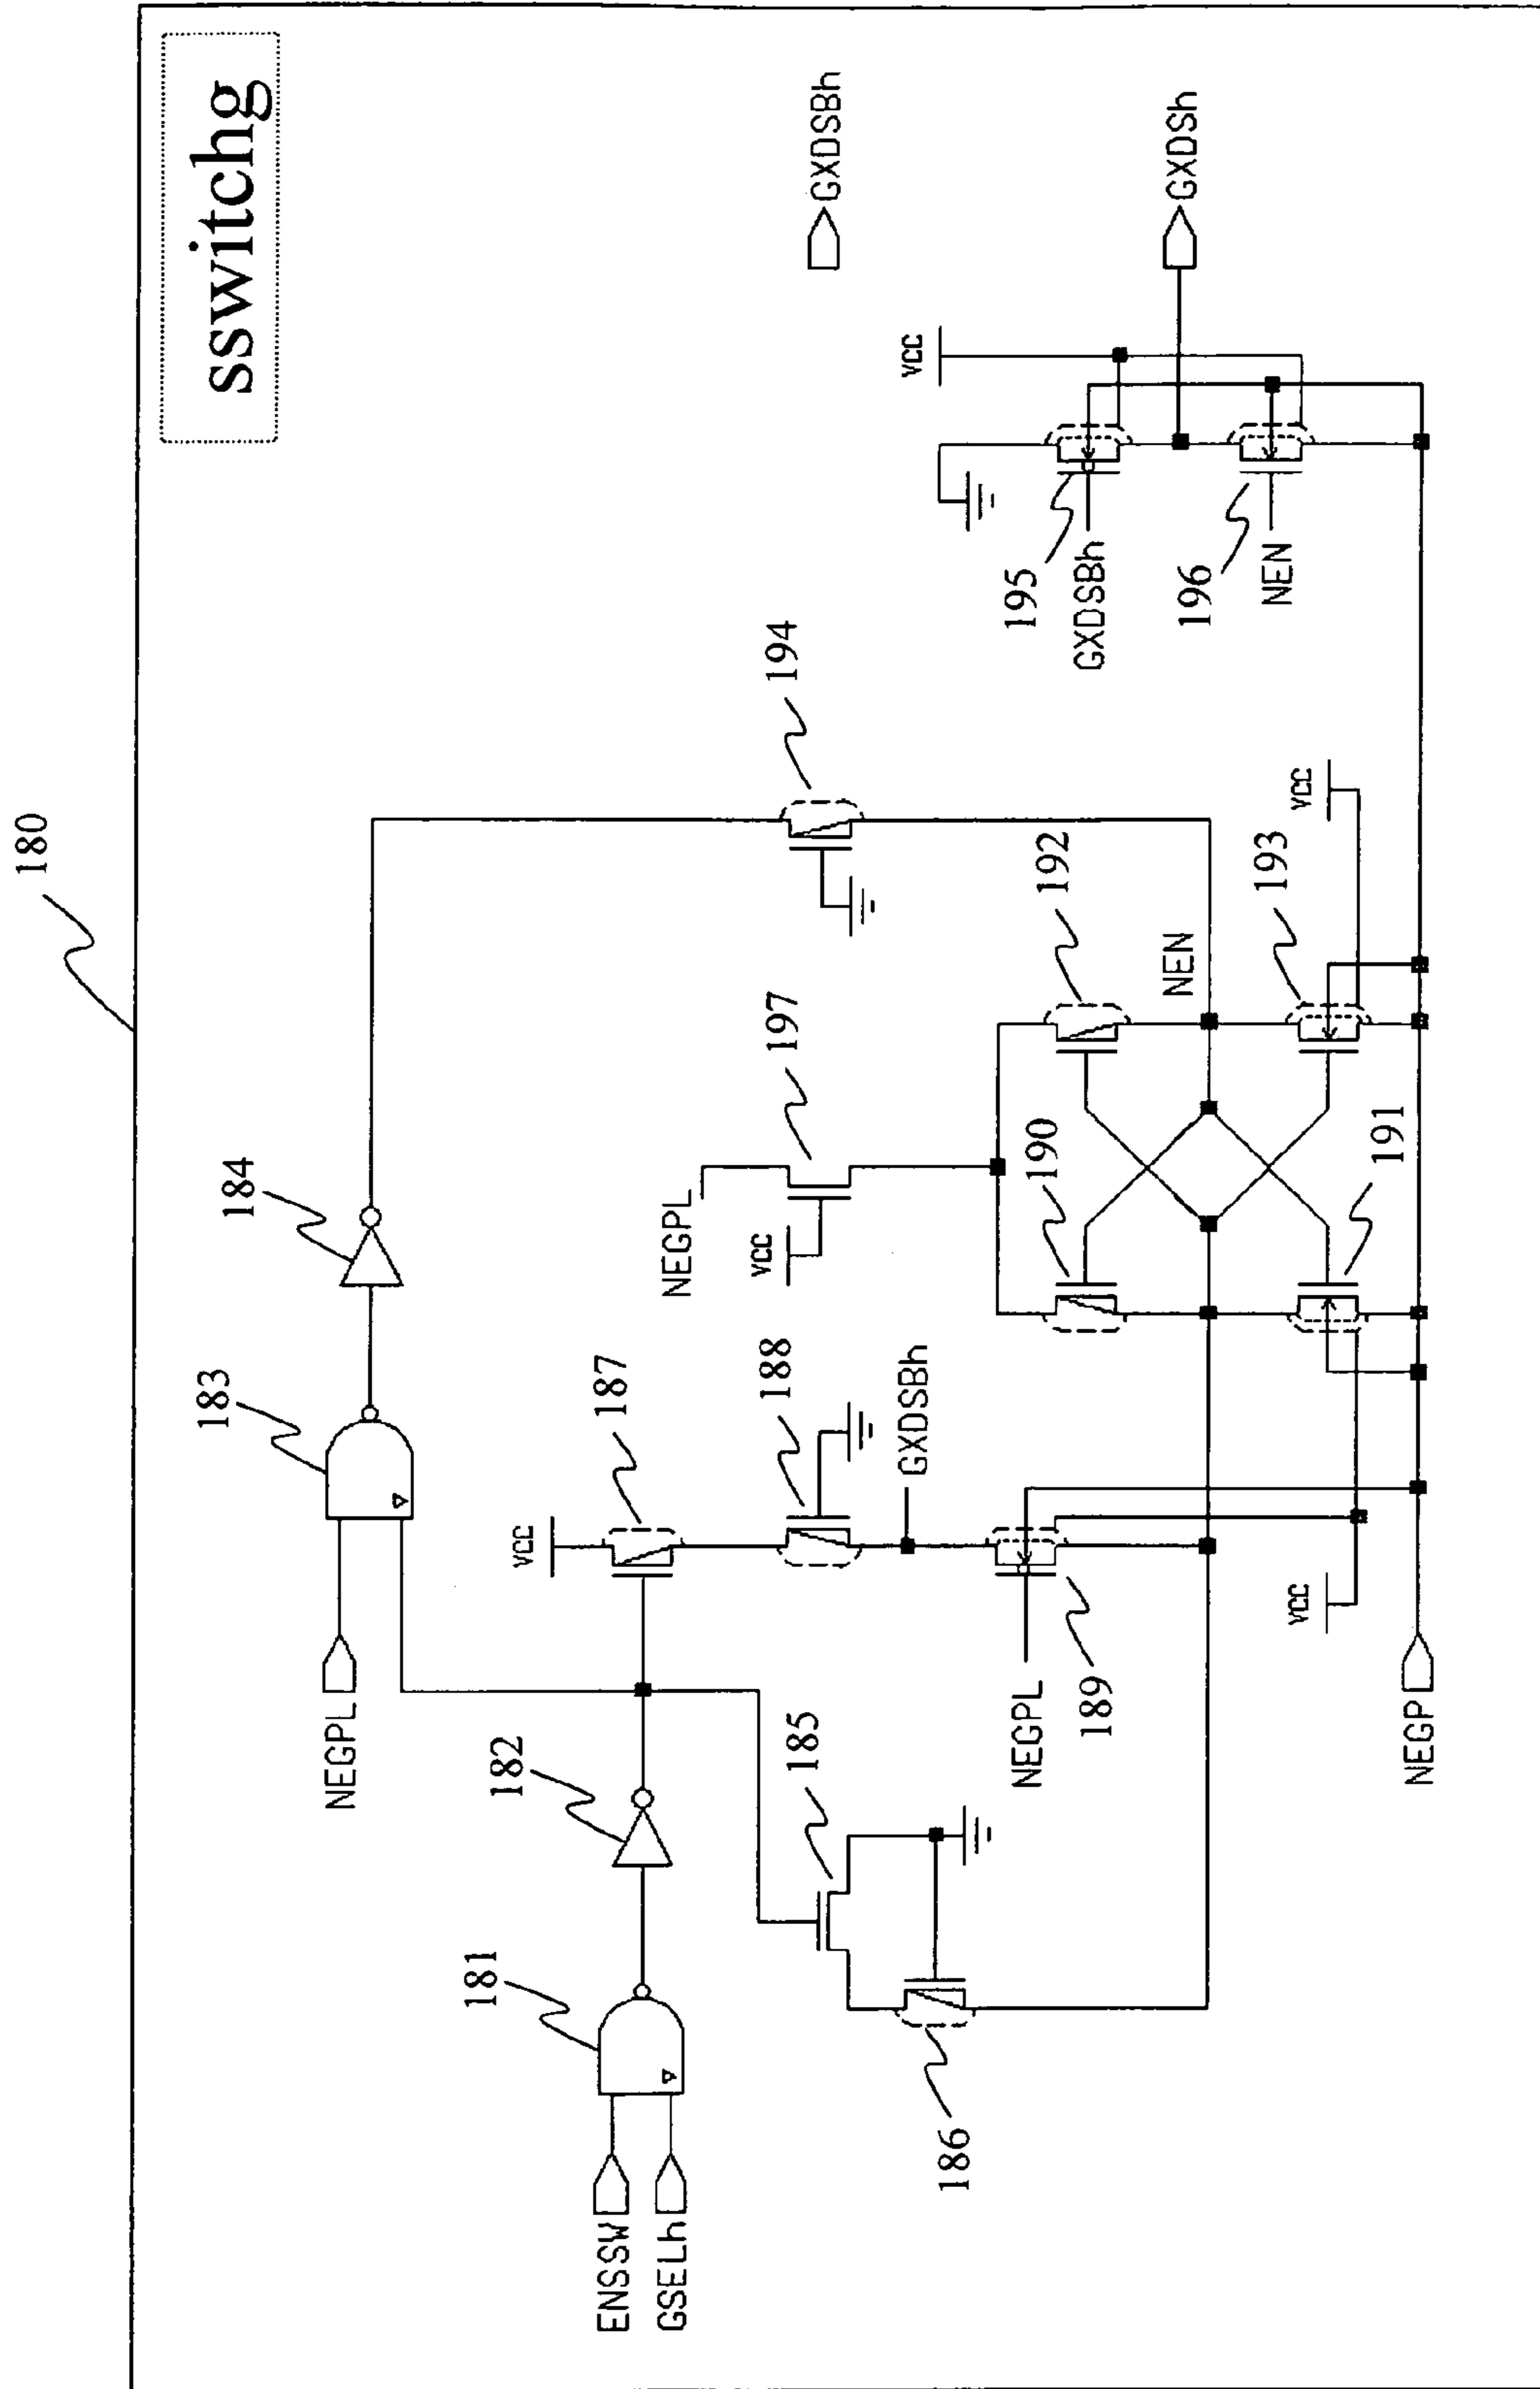 180
sswitchg
184
183
NEGPL
194
GXDSBh
187
197
188
VCC
NEGPL
VCC
182
181
ENSSW
GSELh
185
186
GXDSBh
192
190
NEN
VCC
195
GXDSBh
GXDSh
196
NEN
NEGPL
189
VCC
191
193
VCC
NEGP